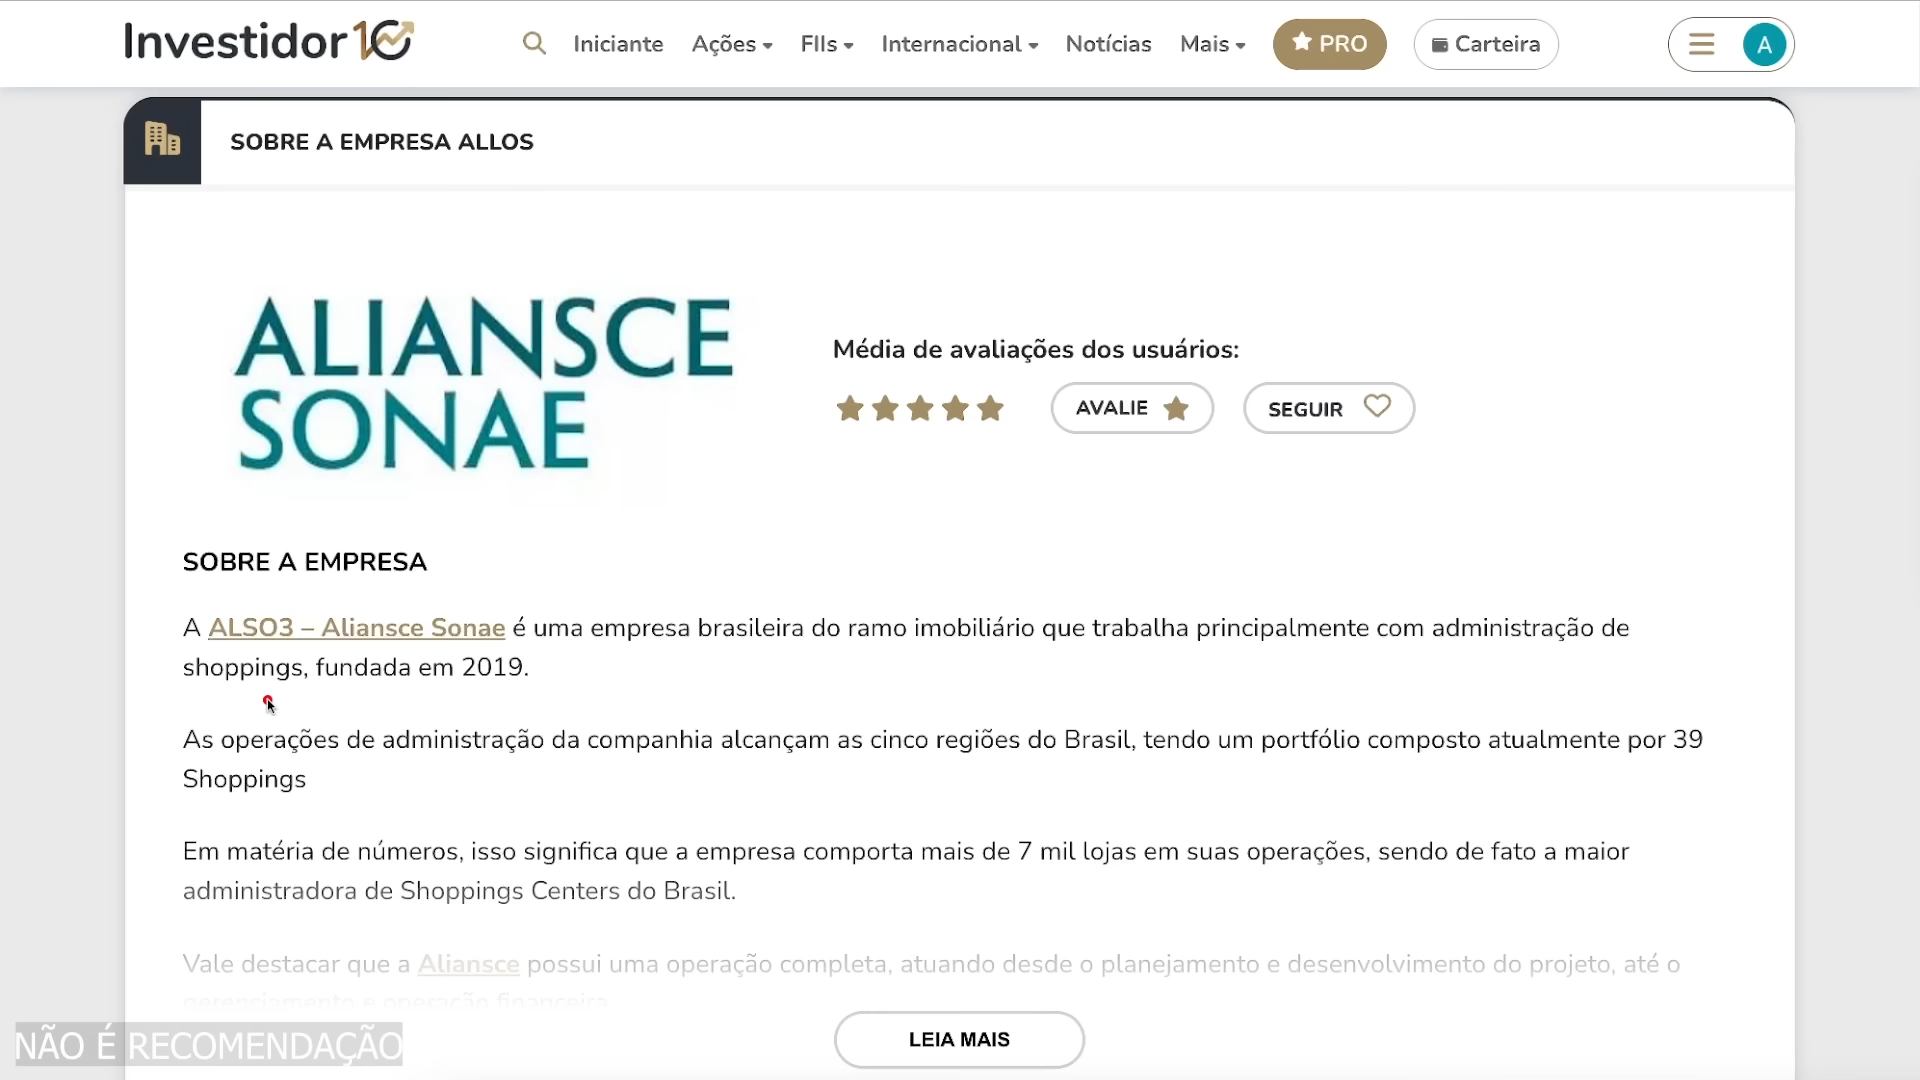 Investidor 10
Iniciante
Ações
FIIs
Internacional
Notícias
Mais
PRO
Carteira
A
SOBRE A EMPRESA ALLOS
ALIANSCE
SONAE
Média de avaliações dos usuários:
AVALIE
SEGUIR
SOBRE A EMPRESA
A ALSO3 – Aliansce Sonae é uma empresa brasileira do ramo imobiliário que trabalha principalmente com administração de
shoppings, fundada em 2019.
As operações de administração da companhia alcançam as cinco regiões do Brasil, tendo um portfólio composto atualmente por 39
Shoppings
Em matéria de números, isso significa que a empresa comporta mais de 7 mil lojas em suas operações, sendo de fato a maior
administradora de Shoppings Centers do Brasil.
Vale destacar que a Aliansce possui uma operação completa, atuando desde o planejamento e desenvolvimento do projeto, até o
gerenciamento e operação financeira
NÃO É RECOMENDAÇÃO
LEIA MAIS